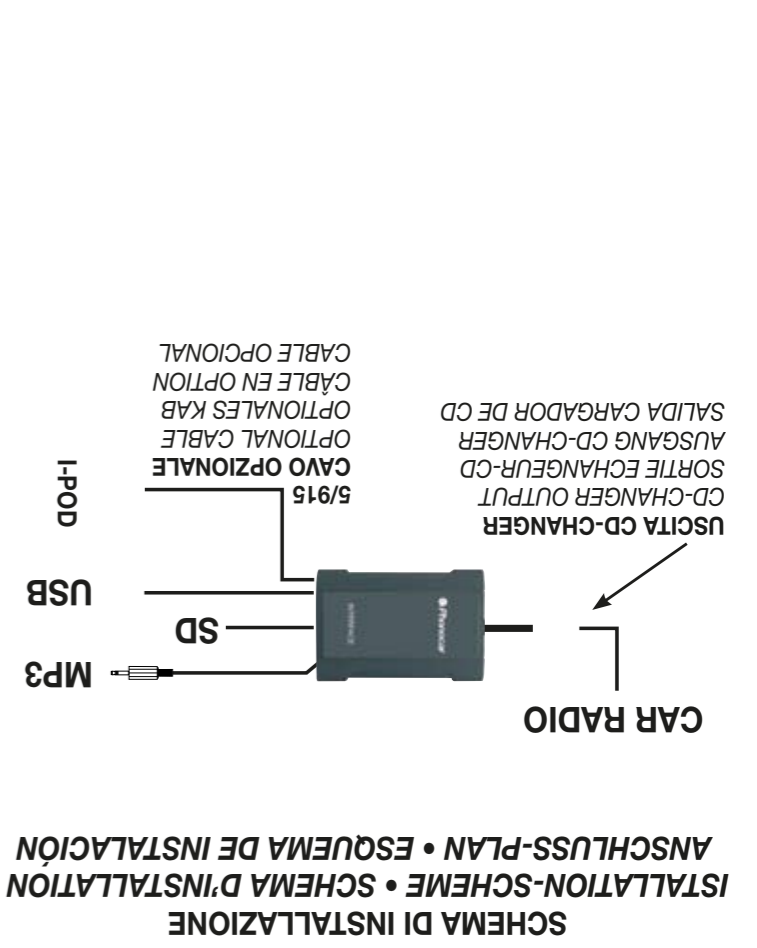 SCHEMA DI INSTALLAZIONE
ISTALLATION-SCHEME • SCHEMA D'INSTALLATION
ANSCHLUSS-PLAN • ESQUEMA DE INSTALACIÓN
CAR RADIO
USCITA CD-CHANGER
CD-CHANGER OUTPUT
SORTIE ECHANGEUR-CD
AUSGANG CD-CHANGER
SALIDA CARGADOR DE CD
Phonocar
INTERFACE
MP3
SD
USB
I-POD
5/915
CAVO OPZIONALE
OPTIONAL CABLE
OPTIONALES KAB
CÂBLE EN OPTION
CABLE OPCIONAL